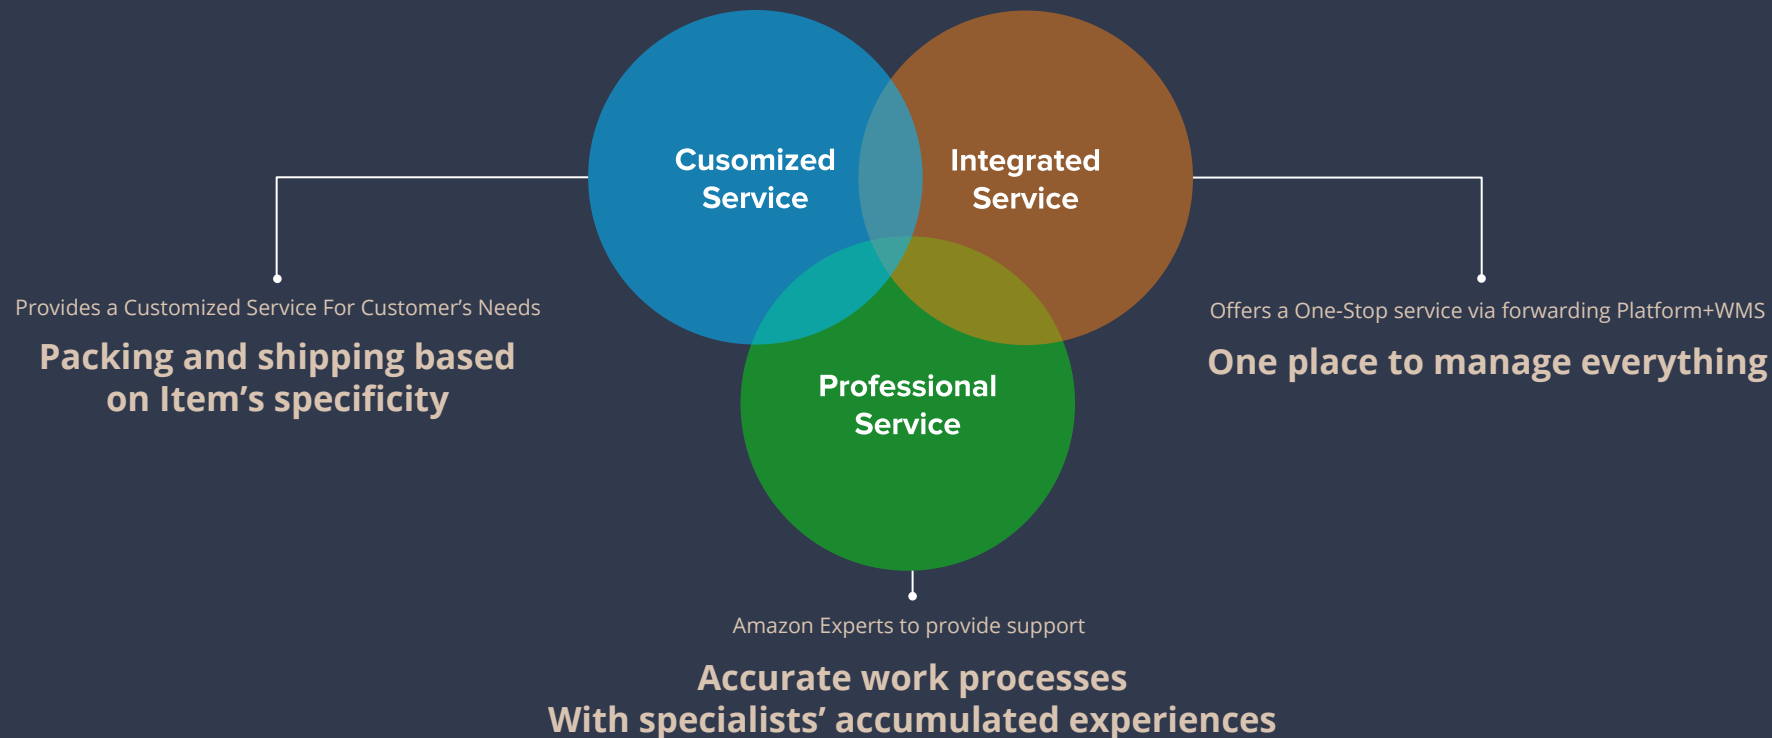 Cusomized
Service
Integrated
Service
Provides a Customized Service For Customer’s Needs
Packing and shipping based
on Item’s specificity
Offers a One-Stop service via forwarding Platform+WMS
One place to manage everything
Professional
Service
Amazon Experts to provide support
Accurate work processes
With specialists’ accumulated experiences